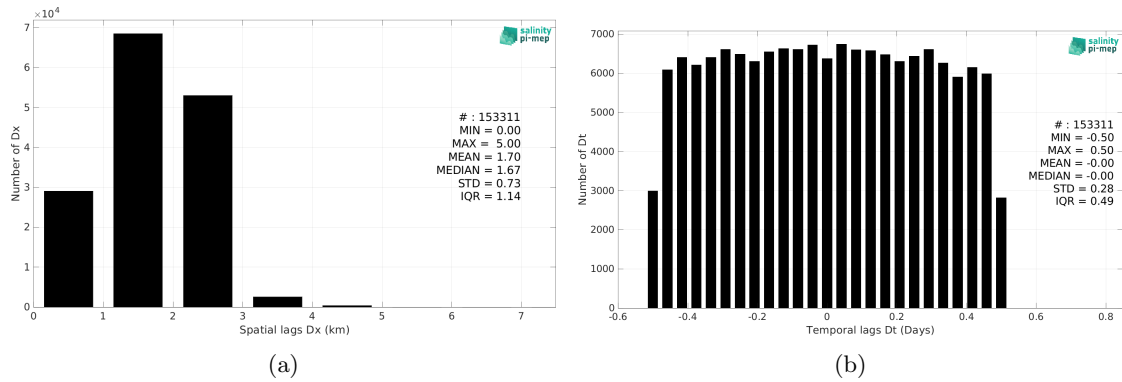 ×10⁴
7
6
5
4
3
2
1
0
Number of Dx
0 1 2 3 4 5 6 7
Spatial lags Dx (km)
salinity
pi-mep
# : 153311
MIN = 0.00
MAX = 5.00
MEAN = 1.70
MEDIAN = 1.67
STD = 0.73
IQR = 1.14
(a)
7000
6000
5000
4000
3000
2000
1000
0
Number of Dt
-0.6 -0.4 -0.2 0 0.2 0.4 0.6 0.8
Temporal lags Dt (Days)
salinity
pi-mep
# : 153311
MIN = -0.50
MAX = 0.50
MEAN = -0.00
MEDIAN = -0.00
STD = 0.28
IQR = 0.49
(b)